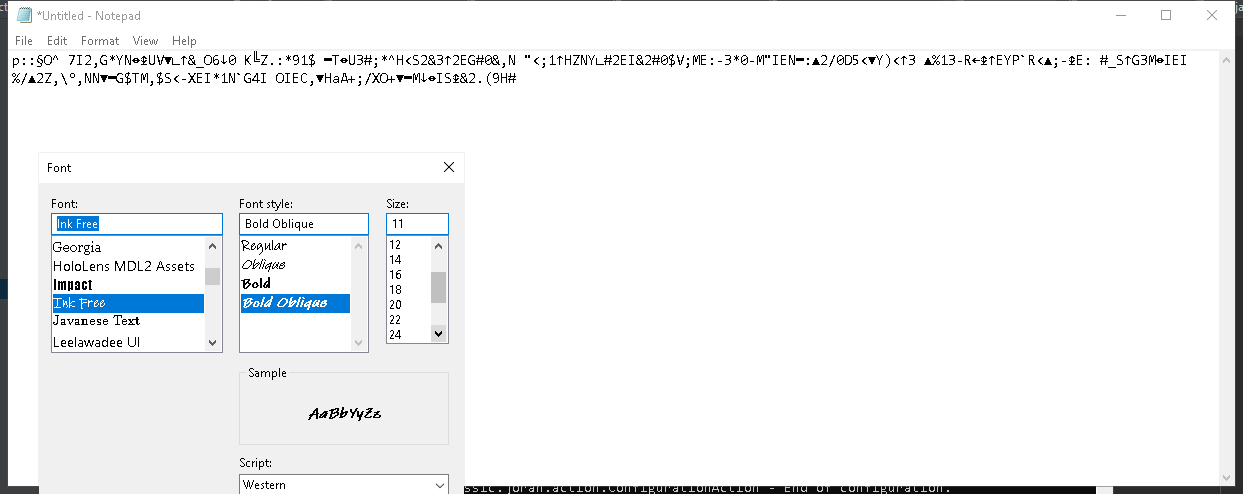 *Untitled - Notepad
File Edit Format View Help
p::§O^ 7I2,G*YN↔↨UV▼∟↑&_O6↓0 K╚Z.:*91$ ━T↔U3#;*^H<S2&3↑2EG#0&,N "<;1↑HZNY∟#2EI&2#0$V;ME:-3*0-M"IEN━:▲2/0D5<▼Y)<↑3 ▲%13-R←↨↑EYP`R<▲;-↨E: #_S↑G3M↔IEI
%/▲2Z,\°,NN▼━G$TM,$S<-XEI*1N`G4I OIEC,▼HaA+;/XO+▼━M↓↔IS↨&2.(9H#
Font
Font: Font style: Size:
Ink Free Bold Oblique 11
Georgia Regular 12
HoloLens MDL2 Assets Oblique 14
Impact Bold 16
Ink Free Bold Oblique 18
Javanese Text 20
Leelawadee UI 22
24
Sample
AaBbYyZz
Script:
Western
ssic.joran.action.ConfigurationAction - End of configuration.